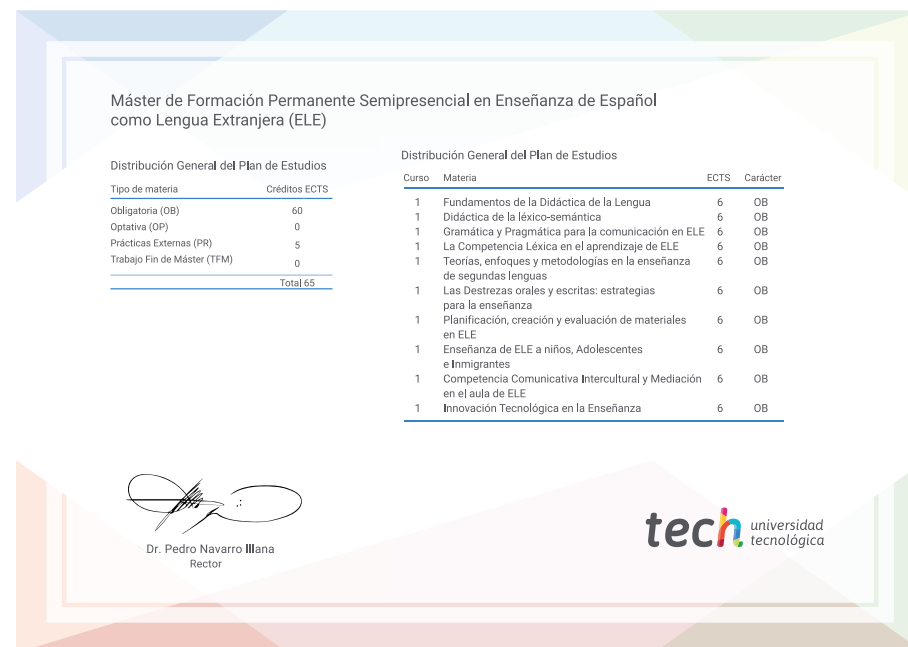 Máster de Formación Permanente Semipresencial en Enseñanza de Español
como Lengua Extranjera (ELE)
Distribución General del Plan de Estudios
Tipo de materia Créditos ECTS
Obligatoria (OB) 60
Optativa (OP) 0
Prácticas Externas (PR) 5
Trabajo Fin de Máster (TFM) 0
Total 65
Distribución General del Plan de Estudios
Curso Materia ECTS Carácter
1 Fundamentos de la Didáctica de la Lengua 6 OB
1 Didáctica de la léxico-semántica 6 OB
1 Gramática y Pragmática para la comunicación en ELE 6 OB
1 La Competencia Léxica en el aprendizaje de ELE 6 OB
1 Teorías, enfoques y metodologías en la enseñanza 6 OB
de segundas lenguas
1 Las Destrezas orales y escritas: estrategias 6 OB
para la enseñanza
1 Planificación, creación y evaluación de materiales 6 OB
en ELE
1 Enseñanza de ELE a niños, Adolescentes 6 OB
e Inmigrantes
1 Competencia Comunicativa Intercultural y Mediación 6 OB
en el aula de ELE
1 Innovación Tecnológica en la Enseñanza 6 OB
Dr. Pedro Navarro Illana
Rector
tech universidad
tecnológica